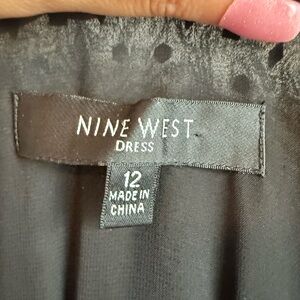 NINE WEST
DRESS
12
MADE IN
CHINA